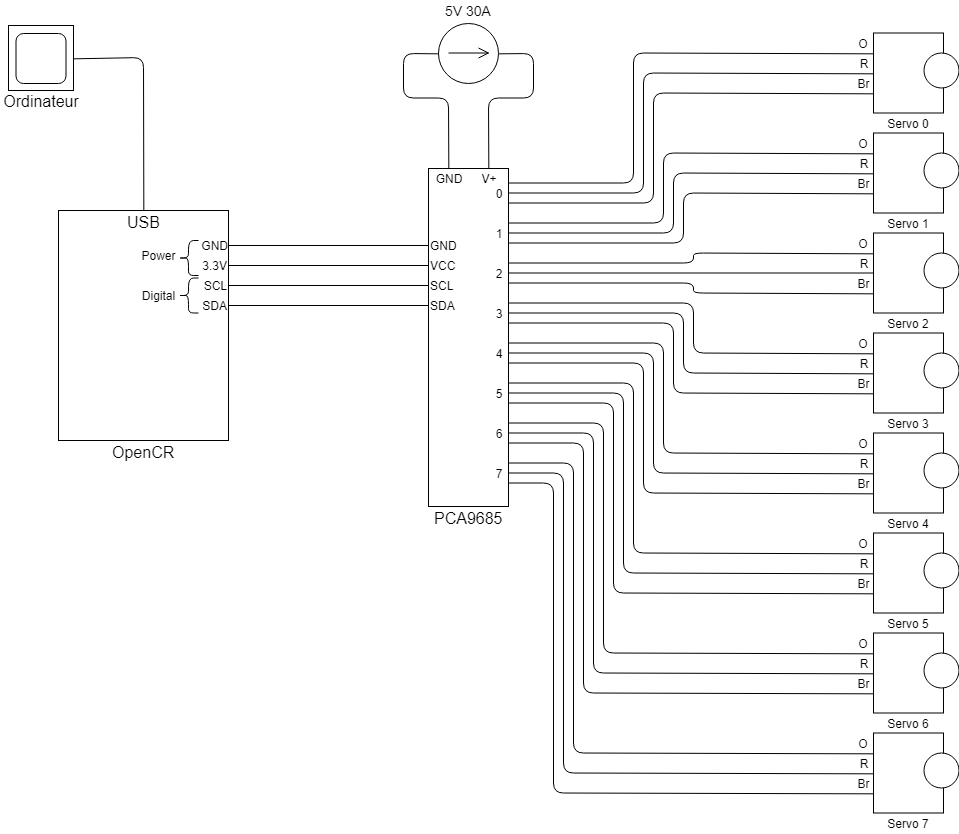 5V 30A
Ordinateur
USB
Power
GND
3.3V
Digital
SCL
SDA
OpenCR
GND
V+
GND
VCC
SCL
SDA
0
1
2
3
4
5
6
7
PCA9685
O
R
Br
Servo 0
O
R
Br
Servo 1
O
R
Br
Servo 2
O
R
Br
Servo 3
O
R
Br
Servo 4
O
R
Br
Servo 5
O
R
Br
Servo 6
O
R
Br
Servo 7